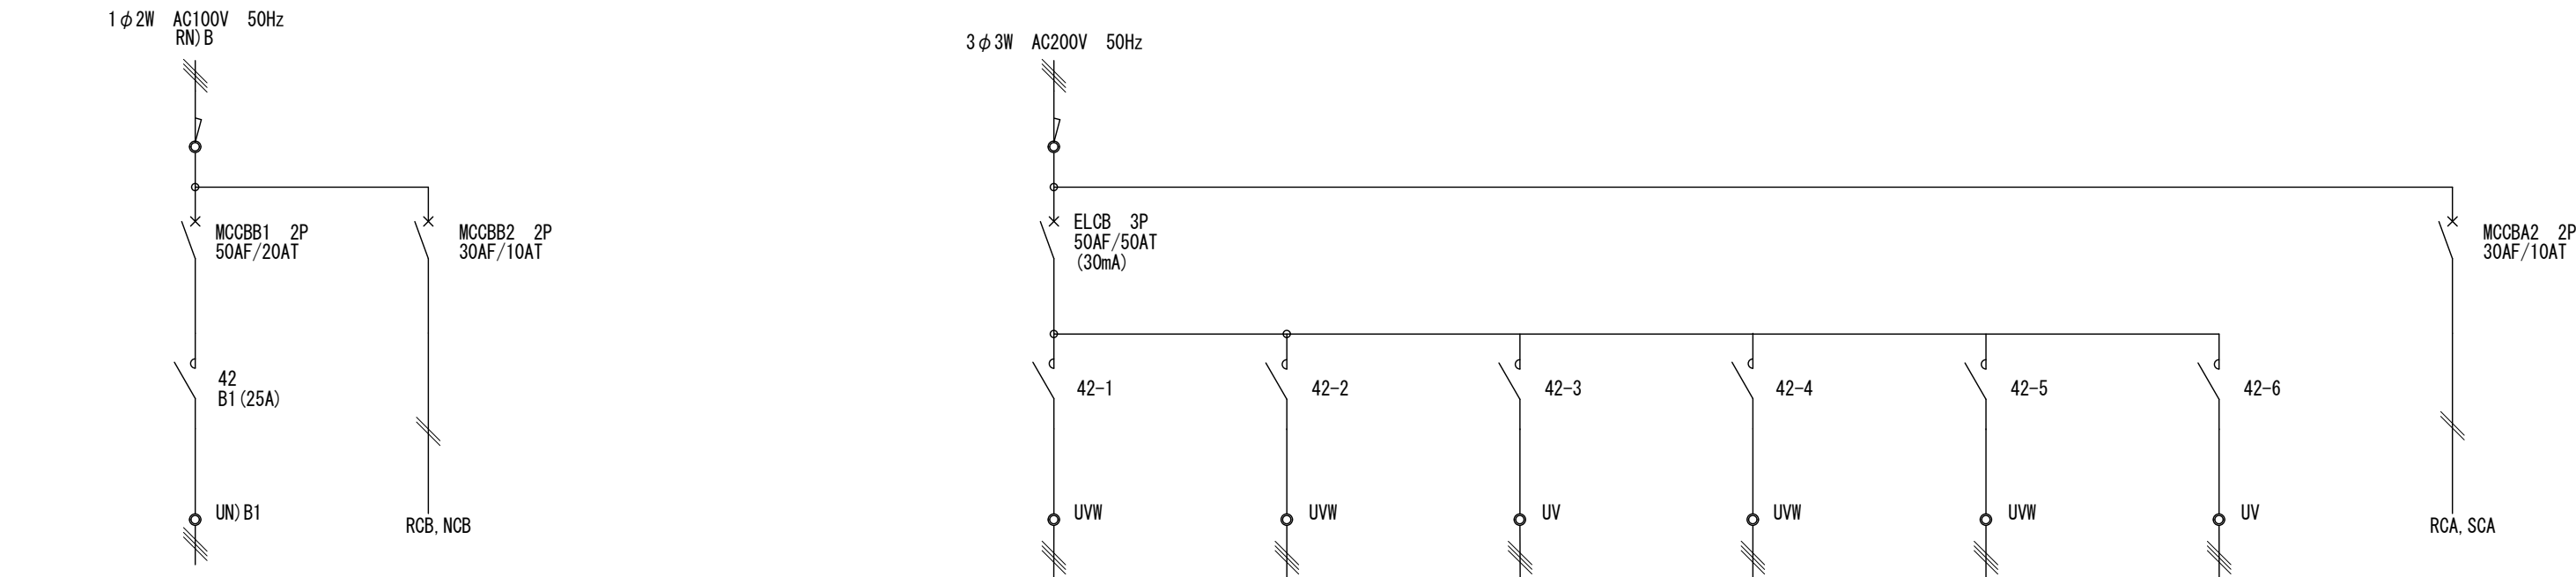 1φ2W AC100V 50Hz
RN)B
3φ3W AC200V 50Hz
MCCBB1 2P
50AF/20AT
MCCBB2 2P
30AF/10AT
ELCB 3P
50AF/50AT
(30mA)
MCCBA2 2P
30AF/10AT
42
B1(25A)
42-1
42-2
42-3
42-4
42-5
42-6
UN)B1
RCB,NCB
UVW
UVW
UV
UVW
UVW
UV
RCA,SCA